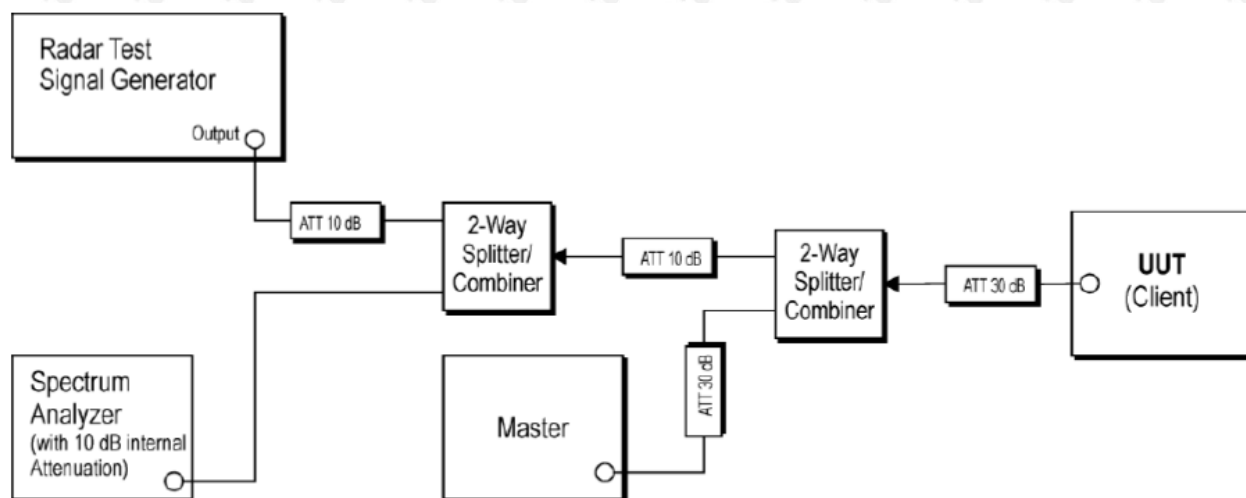 Radar Test
Signal Generator
Output
ATT 10 dB
2-Way
Splitter/
Combiner
ATT 10 dB
2-Way
Splitter/
Combiner
ATT 30 dB
UUT
(Client)
Spectrum
Analyzer
(with 10 dB internal
Attenuation)
Master
ATT 30 dB